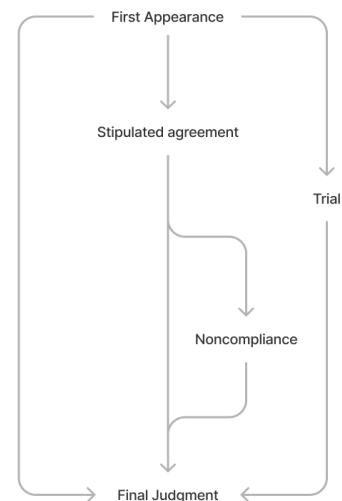 First Appearance
Stipulated agreement
Trial
Noncompliance
Final Judgment